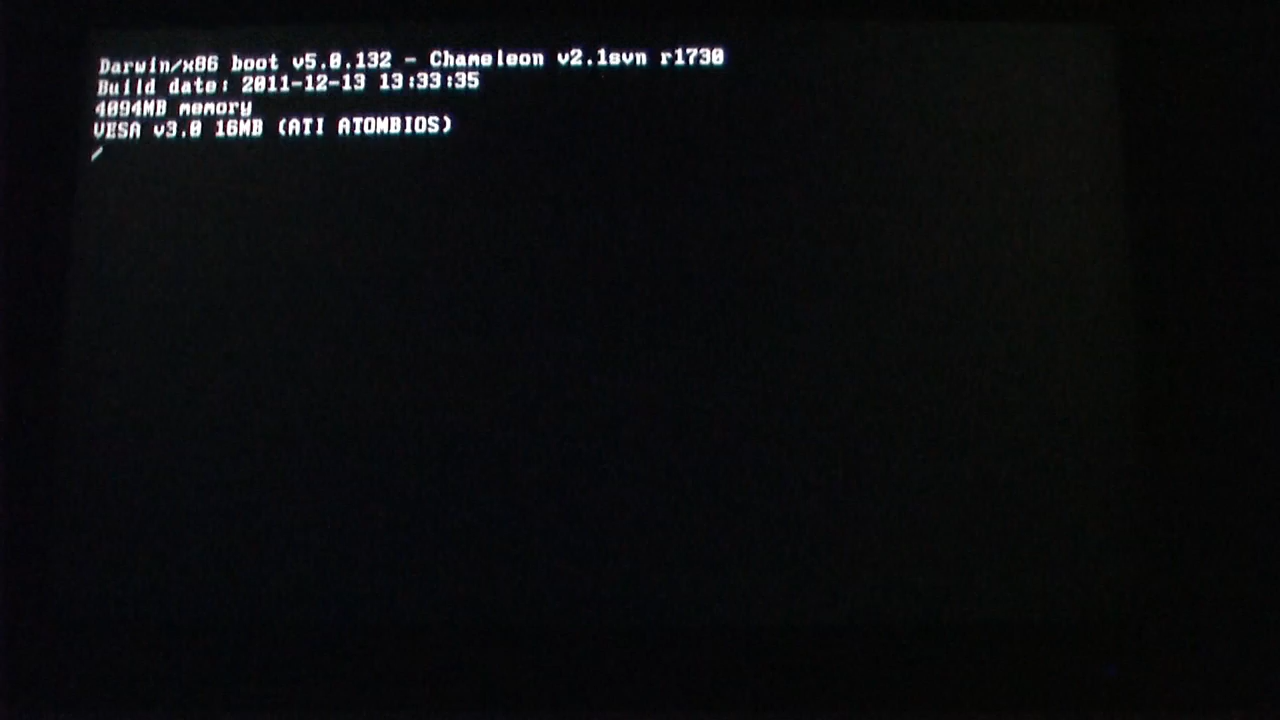 Darwin/x86 boot v5.0.132 - Chameleon v2.1svn r1730
Build date: 2011-12-13 13:33:35
4094MB memory
VESA v3.0 16MB (ATI ATOMBIOS)
/